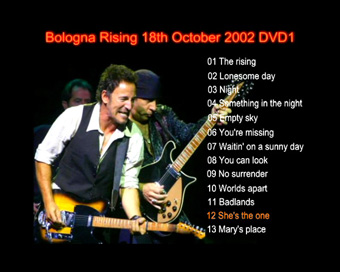 Bologna Rising 18th October 2002 DVD1
01 The rising
02 Lonesome day
03 Night
04 Something in the night
05 Empty sky
06 You're missing
07 Waitin' on a sunny day
08 You can look
09 No surrender
10 Worlds apart
11 Badlands
12 She's the one
13 Mary's place